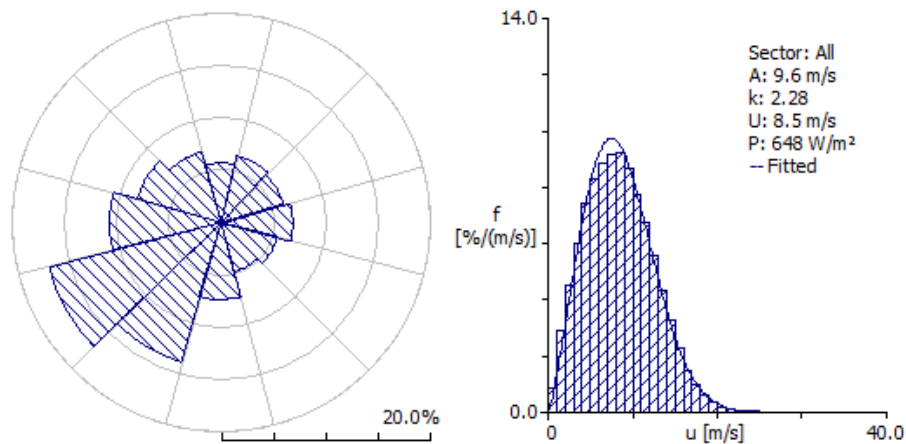 20.0%
14.0
f
[%/(m/s)]
0.0
0
u [m/s]
40.0
Sector: All
A: 9.6 m/s
k: 2.28
U: 8.5 m/s
P: 648 W/m²
-- Fitted